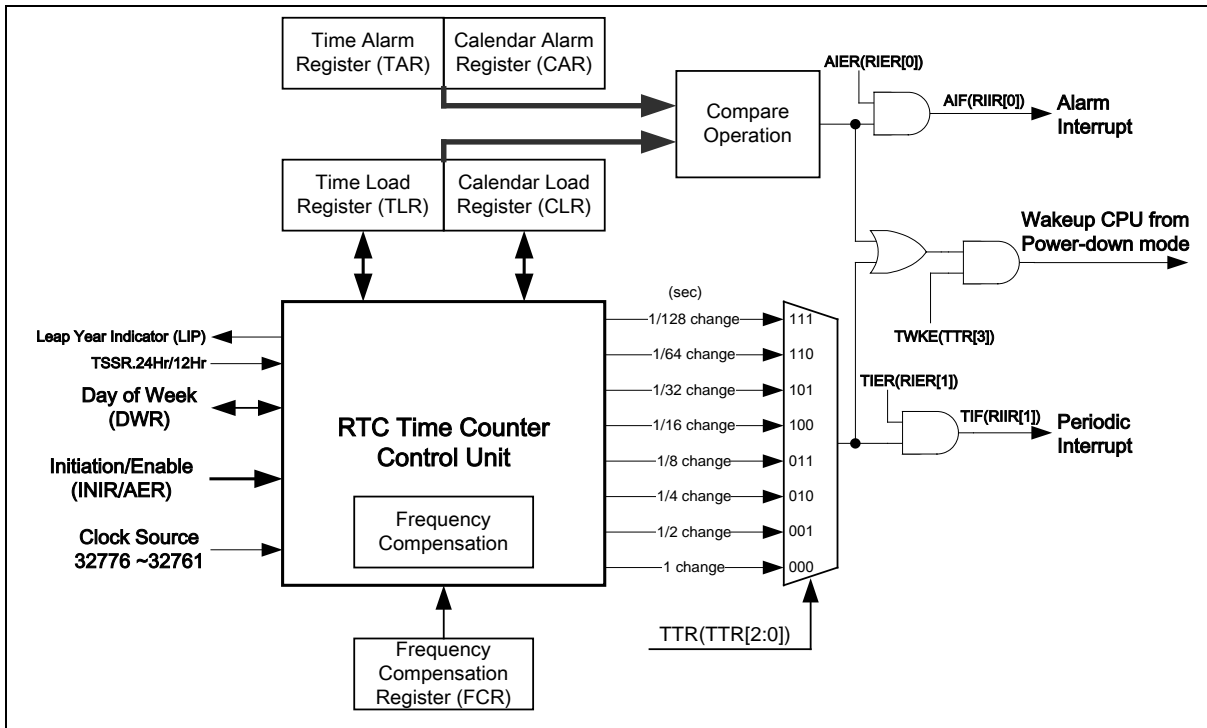 Time Alarm
Register (TAR)
Calendar Alarm
Register (CAR)
Compare
Operation
AIER(RIER[0])
AIF(RIIR[0])
Alarm
Interrupt
Time Load
Register (TLR)
Calendar Load
Register (CLR)
Wakeup CPU from
Power-down mode
TWKE(TTR[3])
Leap Year Indicator (LIP)
TSSR.24Hr/12Hr
Day of Week
(DWR)
Initiation/Enable
(INIR/AER)
Clock Source
32776 ~32761
RTC Time Counter
Control Unit
Frequency
Compensation
(sec)
1/128 change
111
1/64 change
110
1/32 change
101
1/16 change
100
1/8 change
011
1/4 change
010
1/2 change
001
1 change
000
TIER(RIER[1])
TIF(RIIR[1])
Periodic
Interrupt
TTR(TTR[2:0])
Frequency
Compensation
Register (FCR)